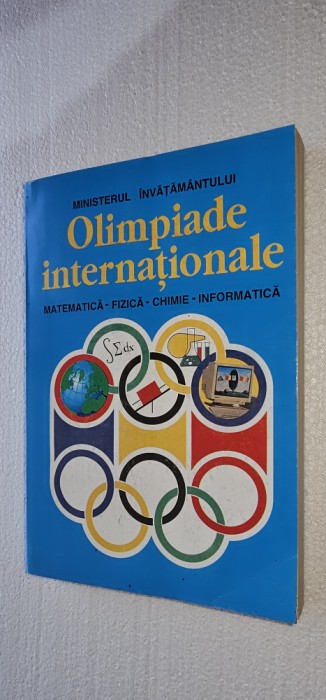 MINISTERUL ÎNVĂȚĂMÂNTULUI
Olimpiade
internaționale
MATEMATICĂ - FIZICĂ - CHIMIE - INFORMATICĂ
∫Σdx